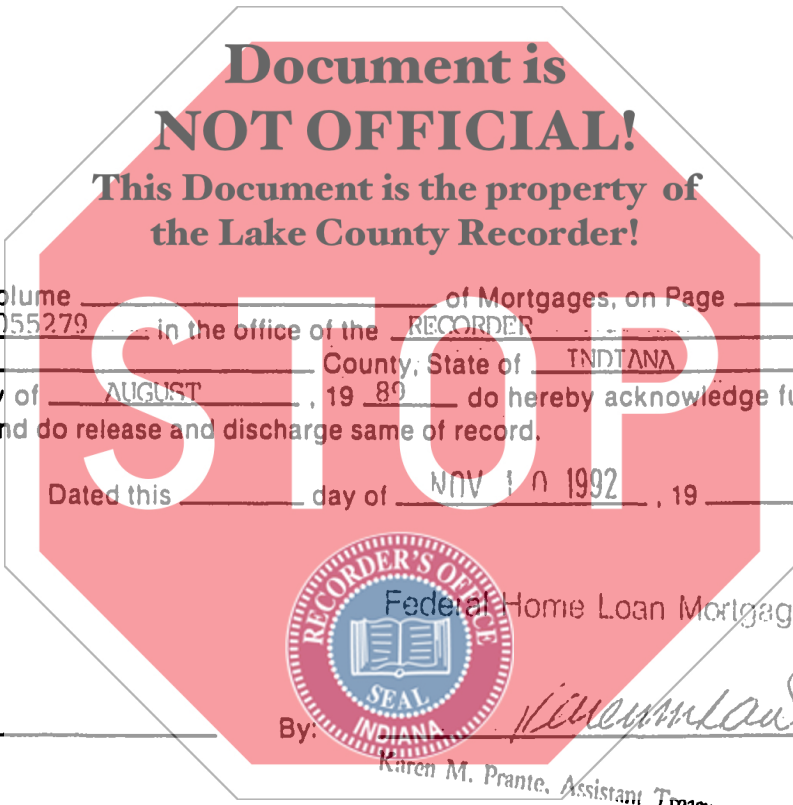 Document is
NOT OFFICIAL!
This Document is the property of
the Lake County Recorder!
STOP
olume of Mortgages, on Page
055279 in the office of the RECORDER
County, State of INDIANA
y of AUGUST , 19 89 do hereby acknowledge fu
nd do release and discharge same of record.
Dated this day of NOV 10 1992 , 19
RECORDER'S OFFICE
SEAL
INDIANA
Federal Home Loan Mortgag
By:
Karen M. Prante, Assistant